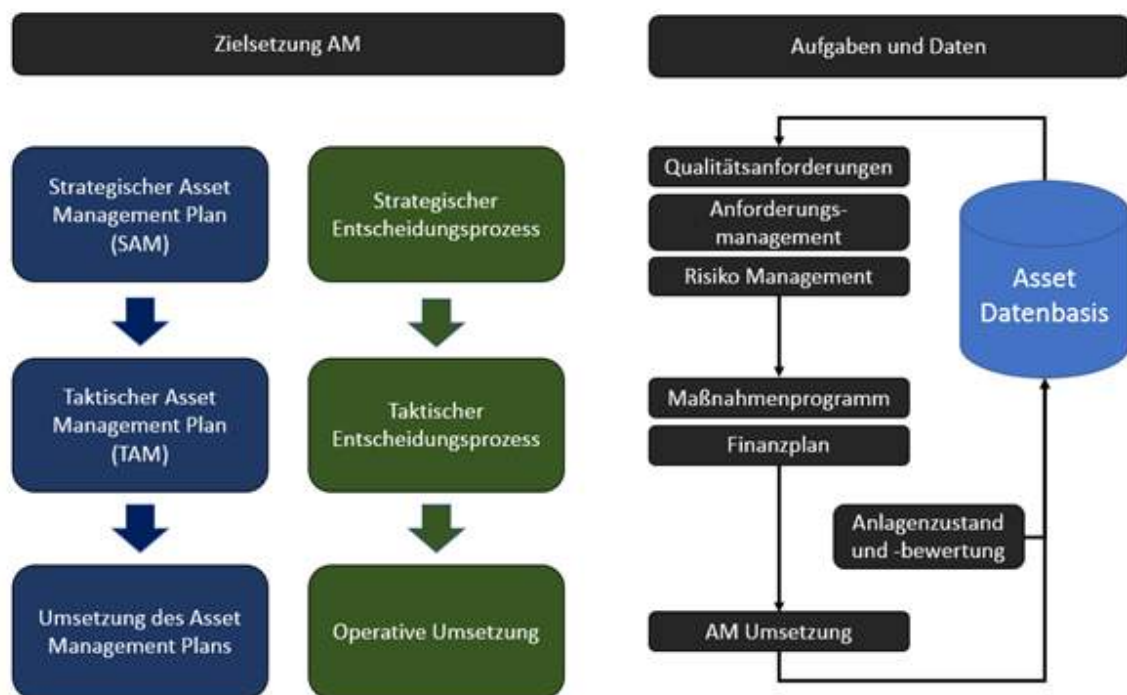 Zielsetzung AM
Aufgaben und Daten
Strategischer Asset
Management Plan
(SAM)
Strategischer
Entscheidungsprozess
Taktischer Asset
Management Plan
(TAM)
Taktischer
Entscheidungsprozess
Umsetzung des Asset
Management Plans
Operative Umsetzung
Qualitätsanforderungen
Anforderungs-
management
Risiko Management
Maßnahmenprogramm
Finanzplan
Anlagenzustand
und -bewertung
AM Umsetzung
Asset
Datenbasis